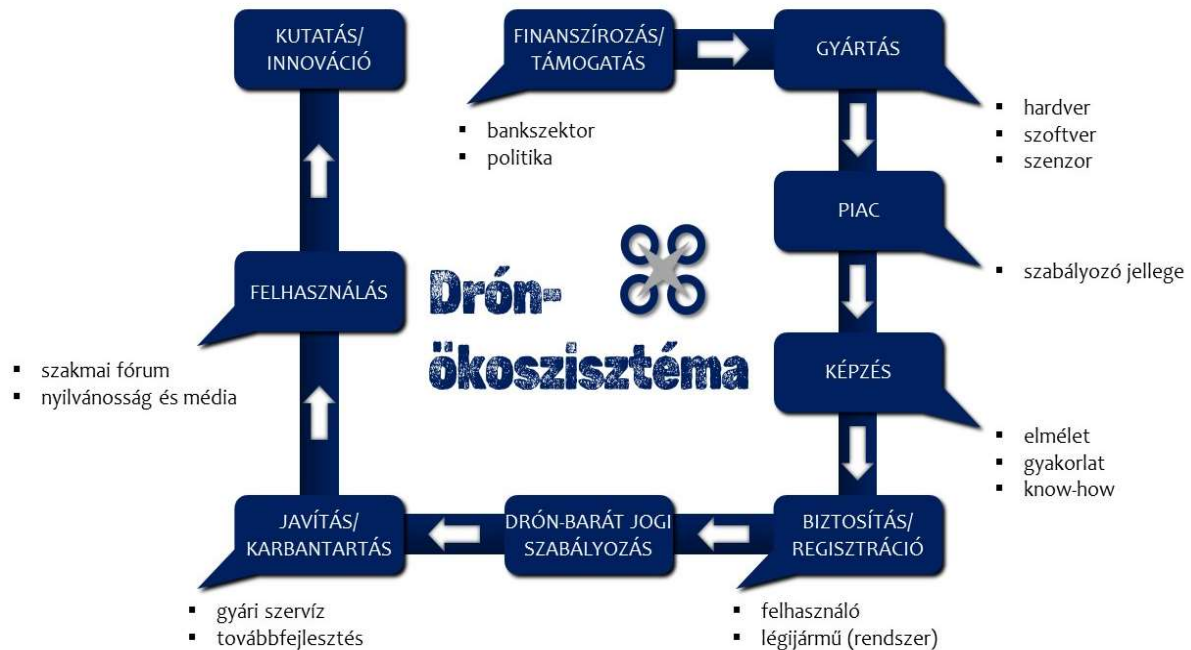 KUTATÁS/
INNOVÁCIÓ
FINANSZÍROZÁS/
TÁMOGATÁS
▪ bankszektor
▪ politika
GYÁRTÁS
▪ hardver
▪ szoftver
▪ szenzor
PIAC
▪ szabályozó jellege
Drón-
ökoszisztéma
FELHASZNÁLÁS
▪ szakmai fórum
▪ nyilvánosság és média
KÉPZÉS
▪ elmélet
▪ gyakorlat
▪ know-how
JAVÍTÁS/
KARBANTARTÁS
▪ gyári szervíz
▪ továbbfejlesztés
DRÓN-BARÁT JOGI
SZABÁLYOZÁS
BIZTOSÍTÁS/
REGISZTRÁCIÓ
▪ felhasználó
▪ légijármű (rendszer)